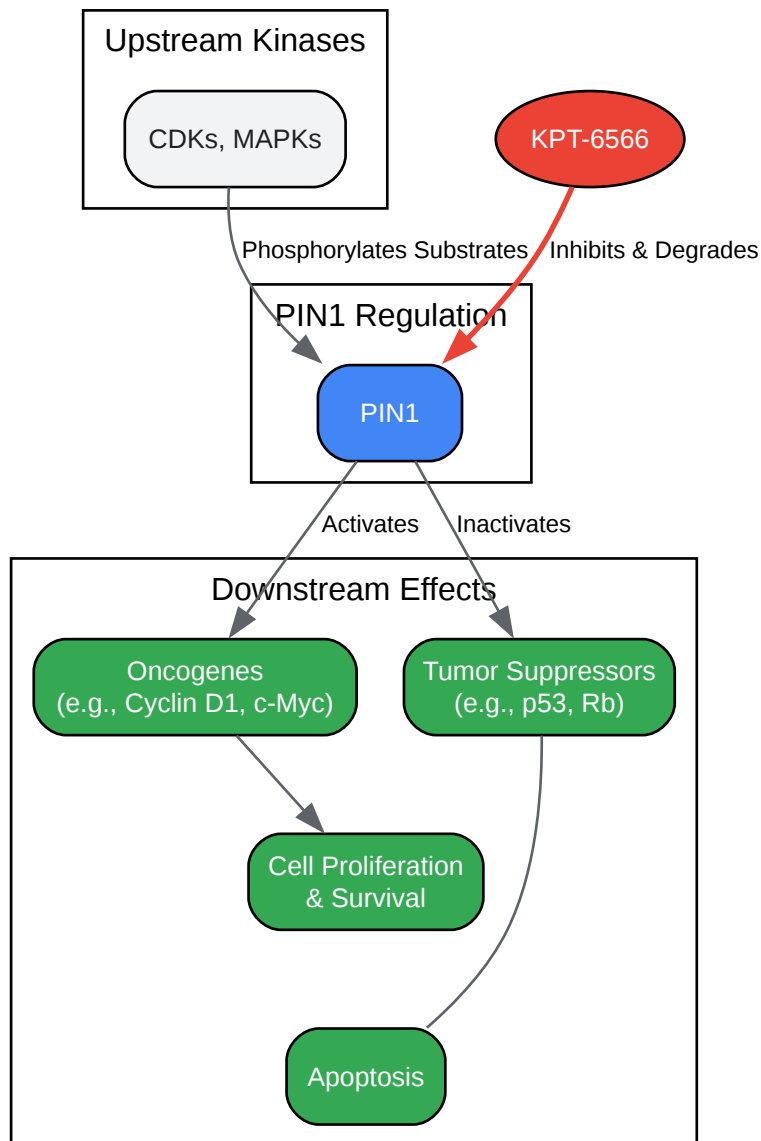 Upstream Kinases
CDKs, MAPKs
KPT-6566
Phosphorylates Substrates
Inhibits & Degrades
PIN1 Regulation
PIN1
Activates
Inactivates
Downstream Effects
Oncogenes
(e.g., Cyclin D1, c-Myc)
Tumor Suppressors
(e.g., p53, Rb)
Cell Proliferation
& Survival
Apoptosis